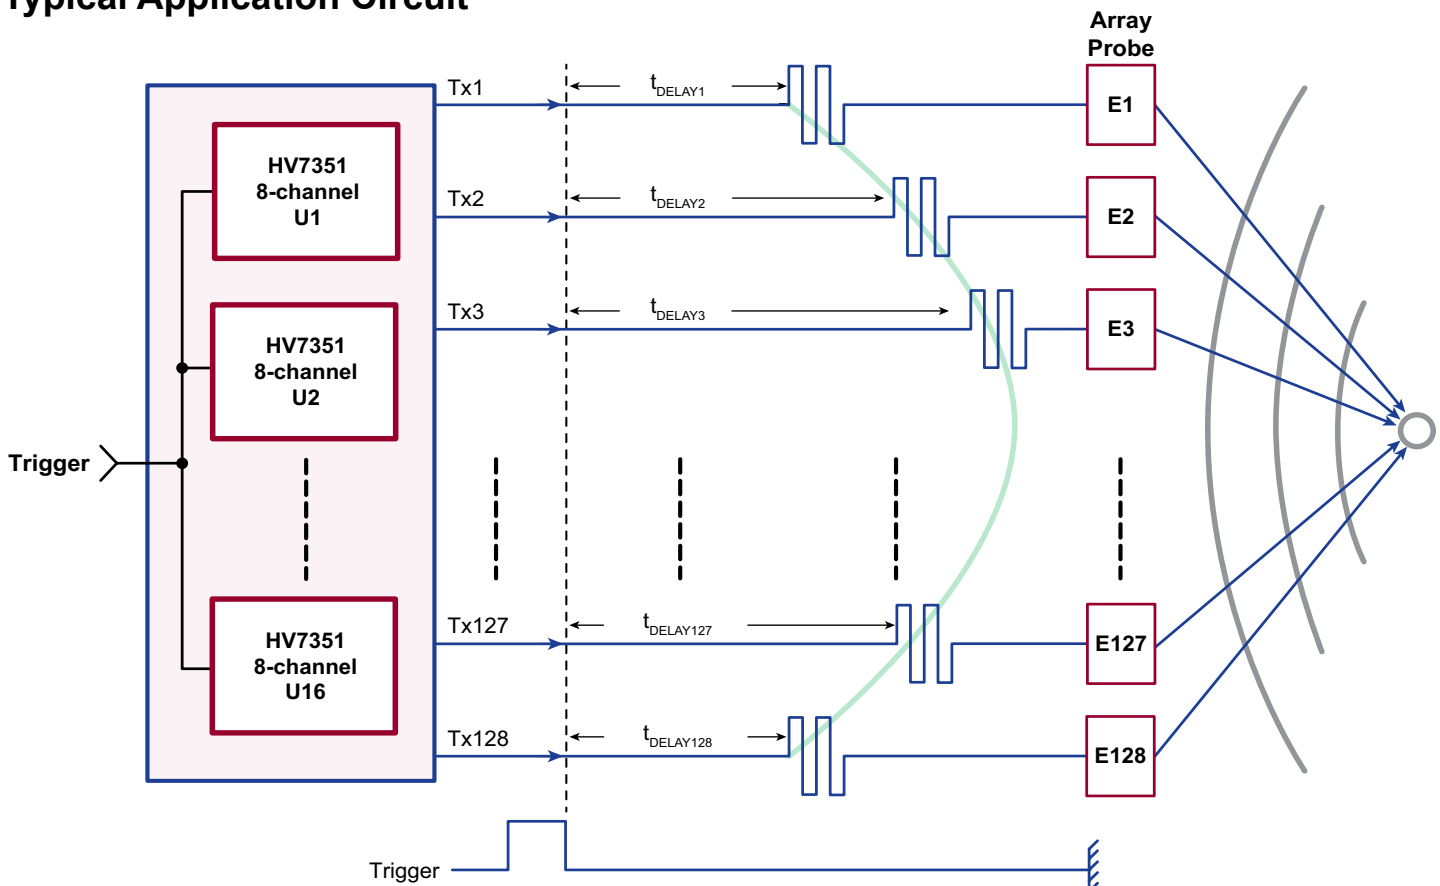 Typical Application Circuit
Array
Probe
Tx1
tDELAY1
E1
HV7351
8-channel
U1
Tx2
tDELAY2
E2
Tx3
tDELAY3
E3
HV7351
8-channel
U2
Trigger
HV7351
8-channel
U16
Tx127
tDELAY127
E127
Tx128
tDELAY128
E128
Trigger